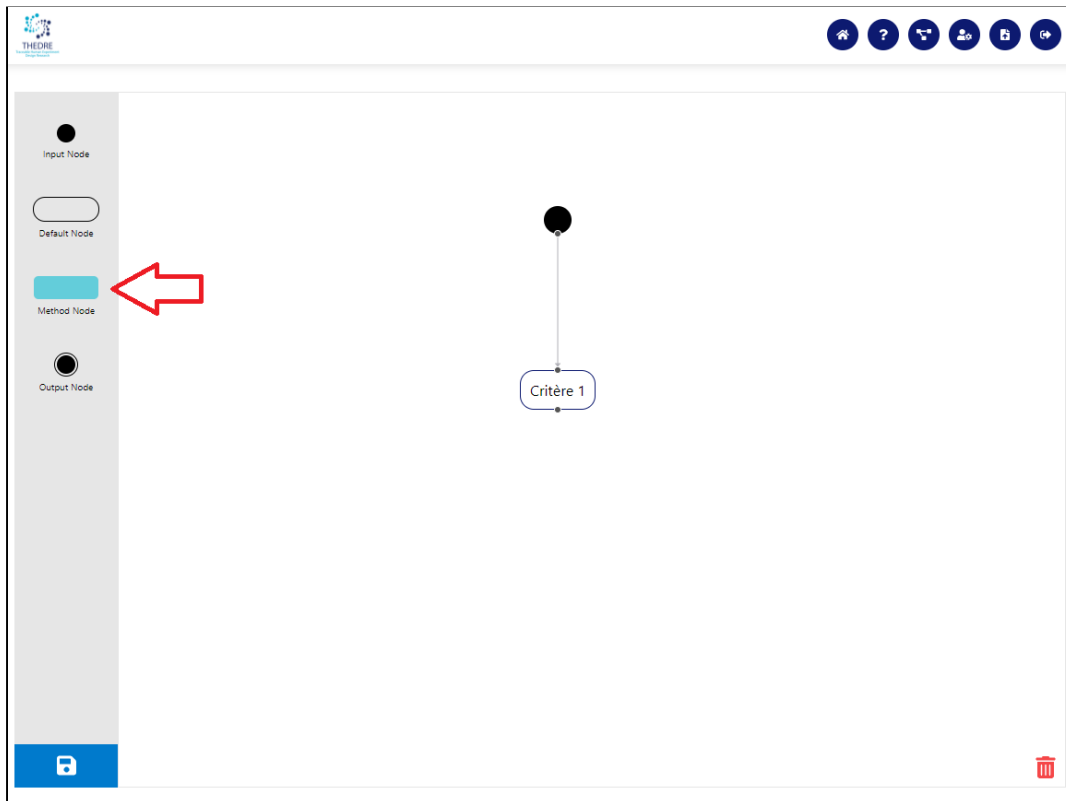 THEDRE
?
Input Node
Default Node
Method Node
Output Node
Critère 1